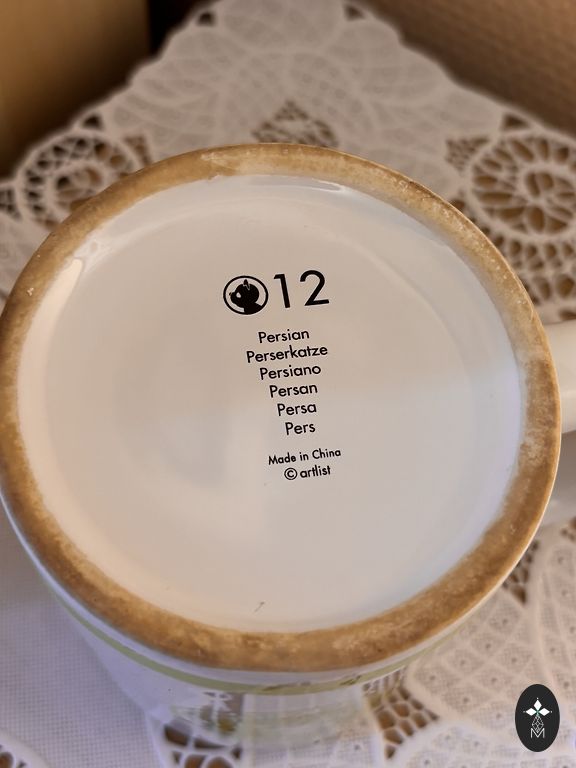 12
Persian
Perserkatze
Persiano
Persan
Persa
Pers
Made in China
©artlist
M